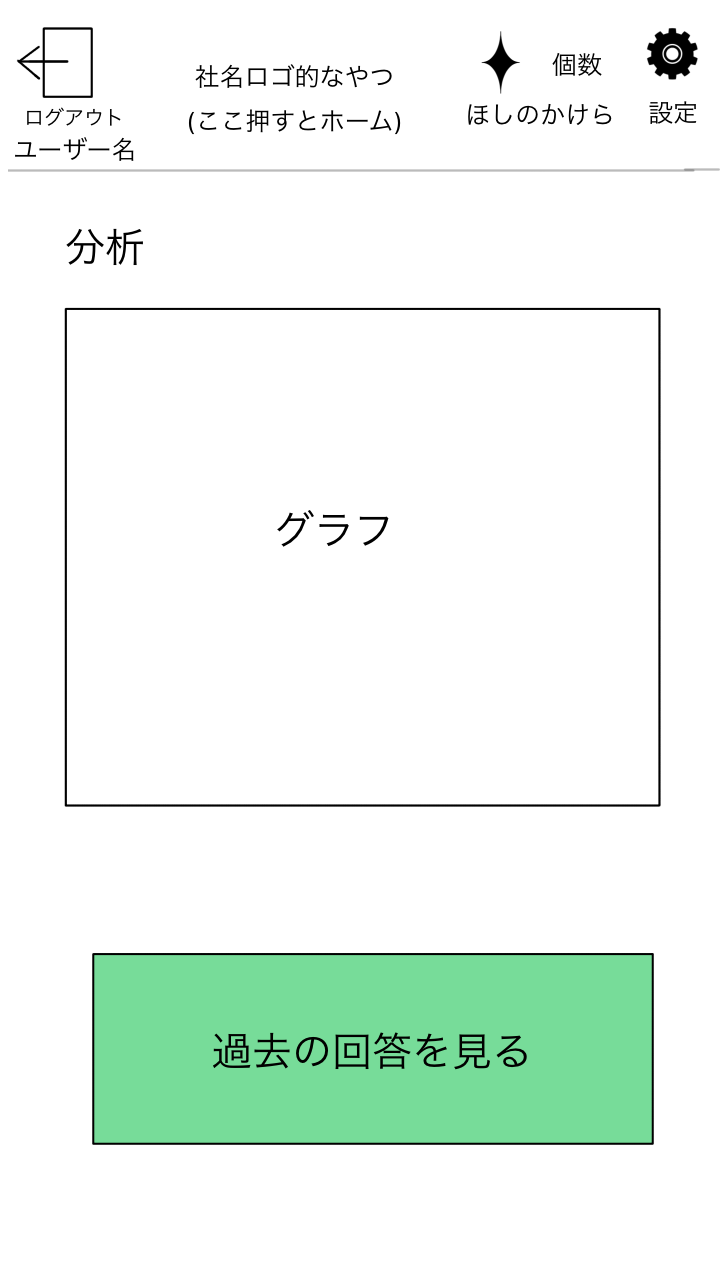 ログアウト
ユーザー名
社名ロゴ的なやつ
(ここ押すとホーム)
個数
ほしのかけら
設定
分析
グラフ
過去の回答を見る